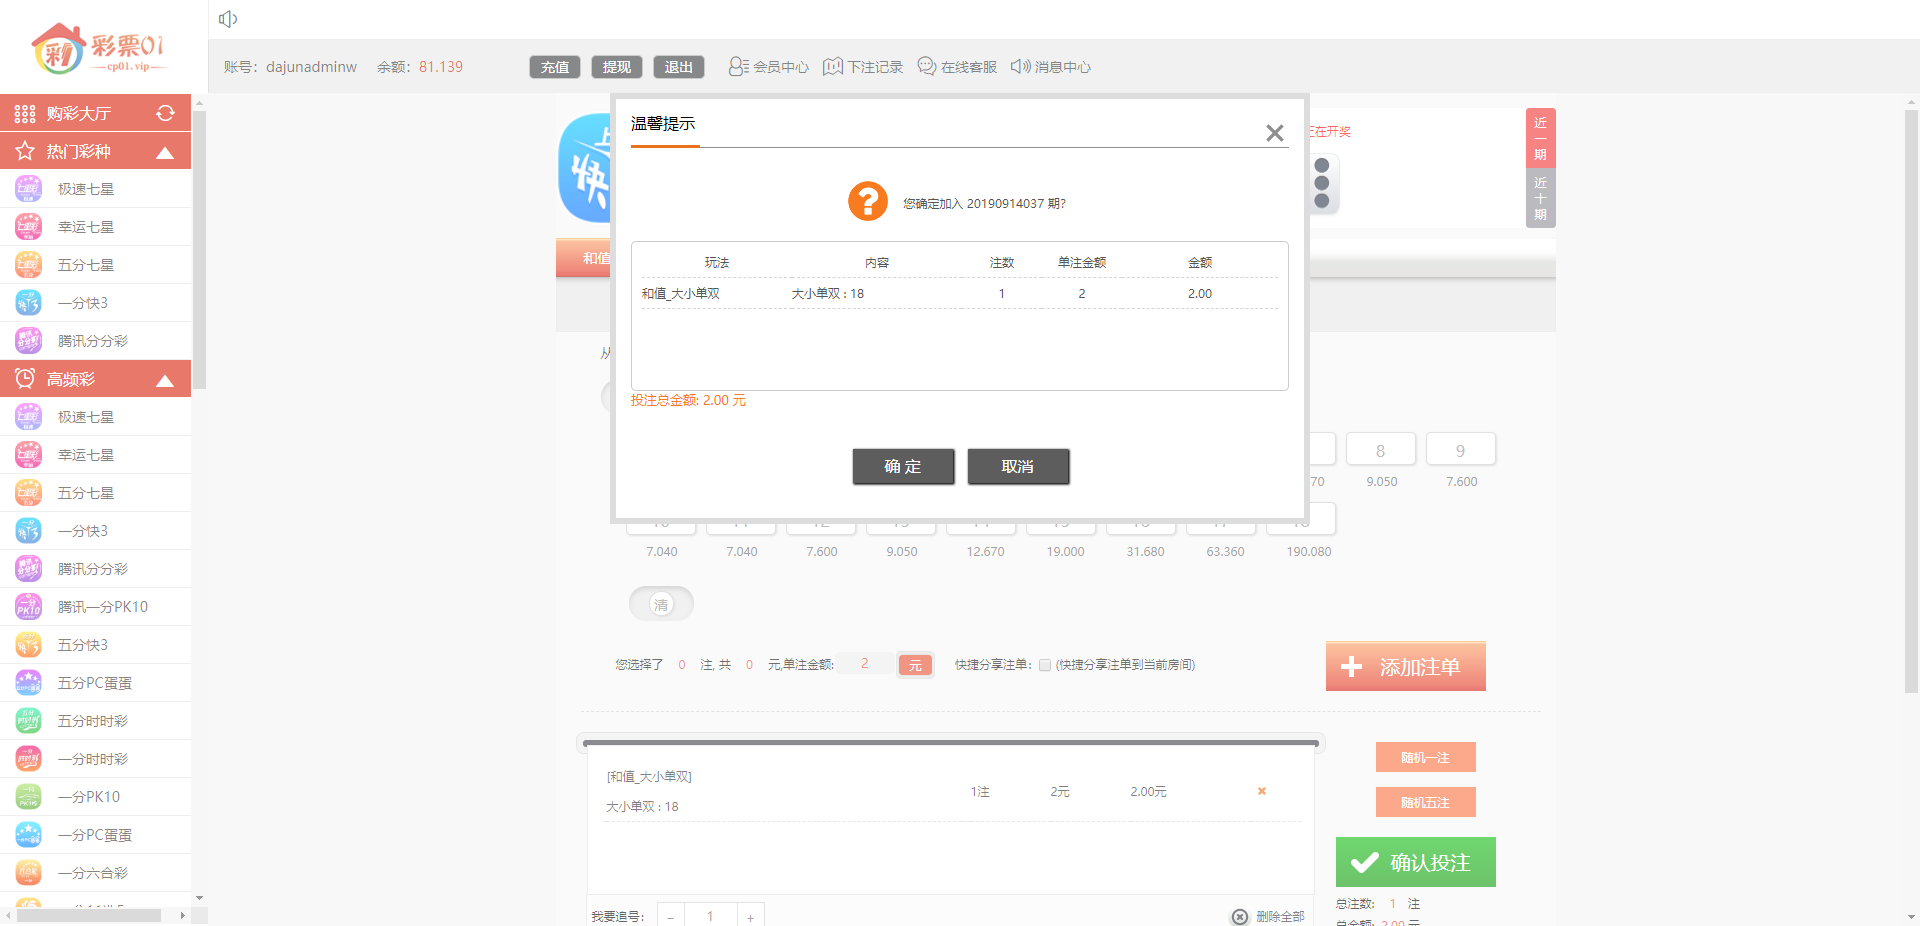 彩票01
cp01.vip
账号：dajunadminw
余额：81.139
充值
提现
退出
会员中心
下注记录
在线客服
消息中心
购彩大厅
热门彩种
极速七星
幸运七星
五分七星
一分快3
腾讯分分彩
高频彩
极速七星
幸运七星
五分七星
一分快3
腾讯分分彩
腾讯一分PK10
五分快3
五分PC蛋蛋
五分时时彩
一分时时彩
一分PK10
一分PC蛋蛋
一分六合彩
快
正在开奖
近一期
近十期
和值
从
温馨提示
您确定加入 20190914037 期?
玩法 内容 注数 单注金额 金额
和值_大小单双 大小单双 : 18 1 2 2.00
投注总金额: 2.00 元
确 定
取消
8 9
70 9.050 7.600
7.040 7.040 7.600 9.050 12.670 19.000 31.680 63.360 190.080
清
您选择了 0 注, 共 0 元,单注金额: 2 元
快捷分享注单： (快捷分享注单到当前房间)
添加注单
[和值_大小单双]
大小单双 : 18
1注 2元 2.00元
随机一注
随机五注
确认投注
我要追号： - 1 +
删除全部
总注数: 1 注
总金额: 2.00 元